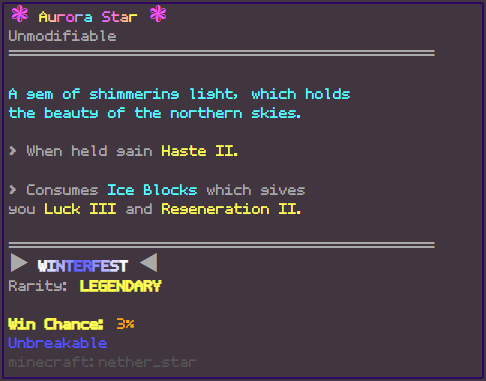 ❃ Aurora Star ❃
Unmodifiable
A gem of shimmering light, which holds
the beauty of the northern skies.
> When held gain Haste II.
> Consumes Ice Blocks which gives
you Luck III and Regeneration II.
▶ WINTERFEST ◀
Rarity: LEGENDARY
Win Chance: 3%
Unbreakable
minecraft:nether_star